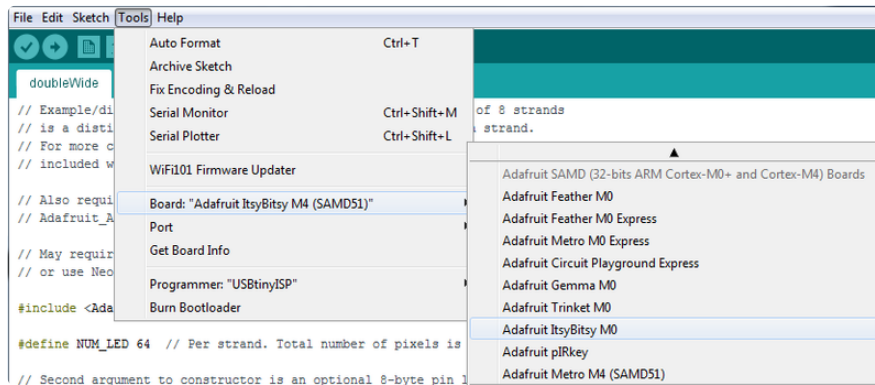 File Edit Sketch Tools Help
doubleWide
Auto Format Ctrl+T
Archive Sketch
Fix Encoding & Reload
Serial Monitor Ctrl+Shift+M
Serial Plotter Ctrl+Shift+L
WiFi101 Firmware Updater
Board: "Adafruit ItsyBitsy M4 (SAMD51)"
Port
Get Board Info
Programmer: "USBtinyISP"
Burn Bootloader
Adafruit SAMD (32-bits ARM Cortex-M0+ and Cortex-M4) Boards
Adafruit Feather M0
Adafruit Feather M0 Express
Adafruit Metro M0 Express
Adafruit Circuit Playground Express
Adafruit Gemma M0
Adafruit Trinket M0
Adafruit ItsyBitsy M0
Adafruit pIRkey
Adafruit Metro M4 (SAMD51)
// Example/di of 8 strands
// is a disti strand.
// For more c
// included w
// Also requi
// Adafruit_A
// May requir
// or use Neo
#include <Ada
#define NUM_LED 64 // Per strand. Total number of pixels is
// Second argument to constructor is an optional 8-byte pin l